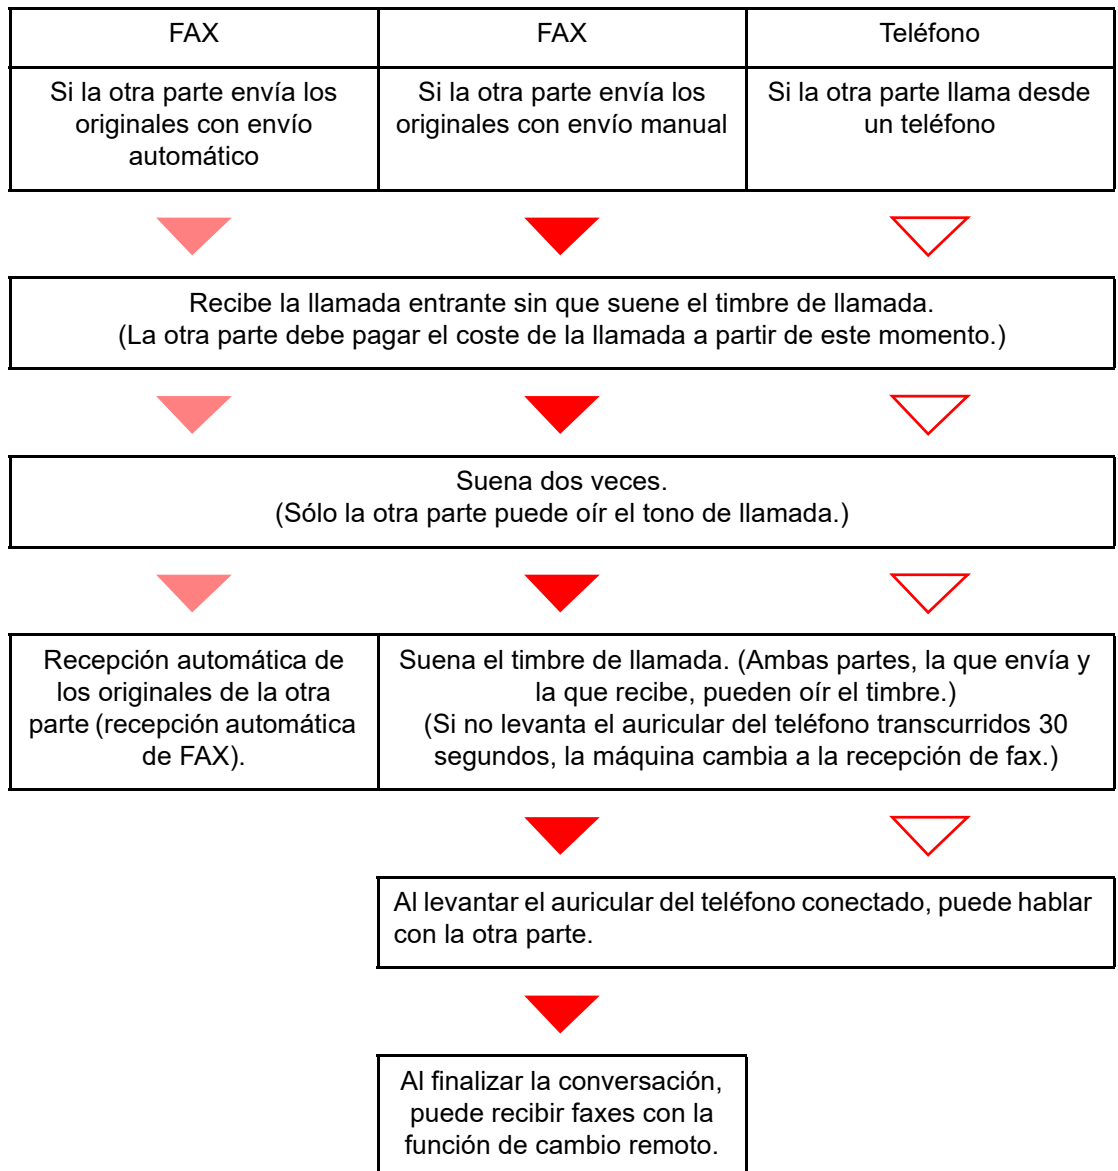 FAX
FAX
Teléfono
Si la otra parte envía los
originales con envío
automático
Si la otra parte envía los
originales con envío manual
Si la otra parte llama desde
un teléfono
Recibe la llamada entrante sin que suene el timbre de llamada.
(La otra parte debe pagar el coste de la llamada a partir de este momento.)
Suena dos veces.
(Sólo la otra parte puede oír el tono de llamada.)
Recepción automática de
los originales de la otra
parte (recepción automática
de FAX).
Suena el timbre de llamada. (Ambas partes, la que envía y
la que recibe, pueden oír el timbre.)
(Si no levanta el auricular del teléfono transcurridos 30
segundos, la máquina cambia a la recepción de fax.)
Al levantar el auricular del teléfono conectado, puede hablar
con la otra parte.
Al finalizar la conversación,
puede recibir faxes con la
función de cambio remoto.